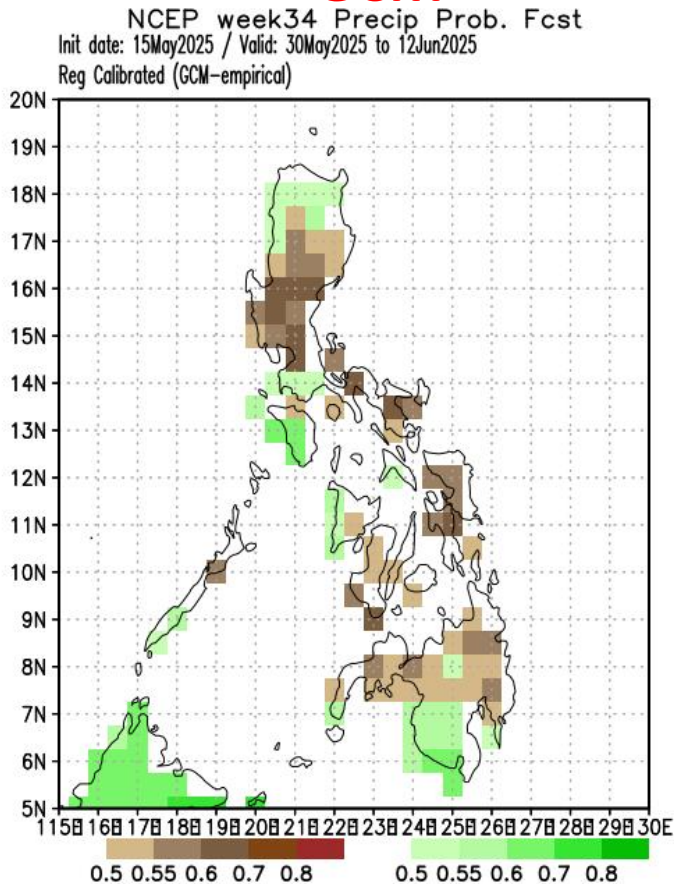 NCEP week34 Precip Prob. Fcst
Init date: 15May2025 / Valid: 30May2025 to 12Jun2025
Reg Calibrated (GCM-empirical)
20N
19N
18N
17N
16N
15N
14N
13N
12N
11N
10N
9N
8N
7N
6N
5N
115E 116E 117E 118E 119E 120E 121E 122E 123E 124E 125E 126E 127E 128E 129E 130E
0.5 0.55 0.6 0.7 0.8 0.5 0.55 0.6 0.7 0.8